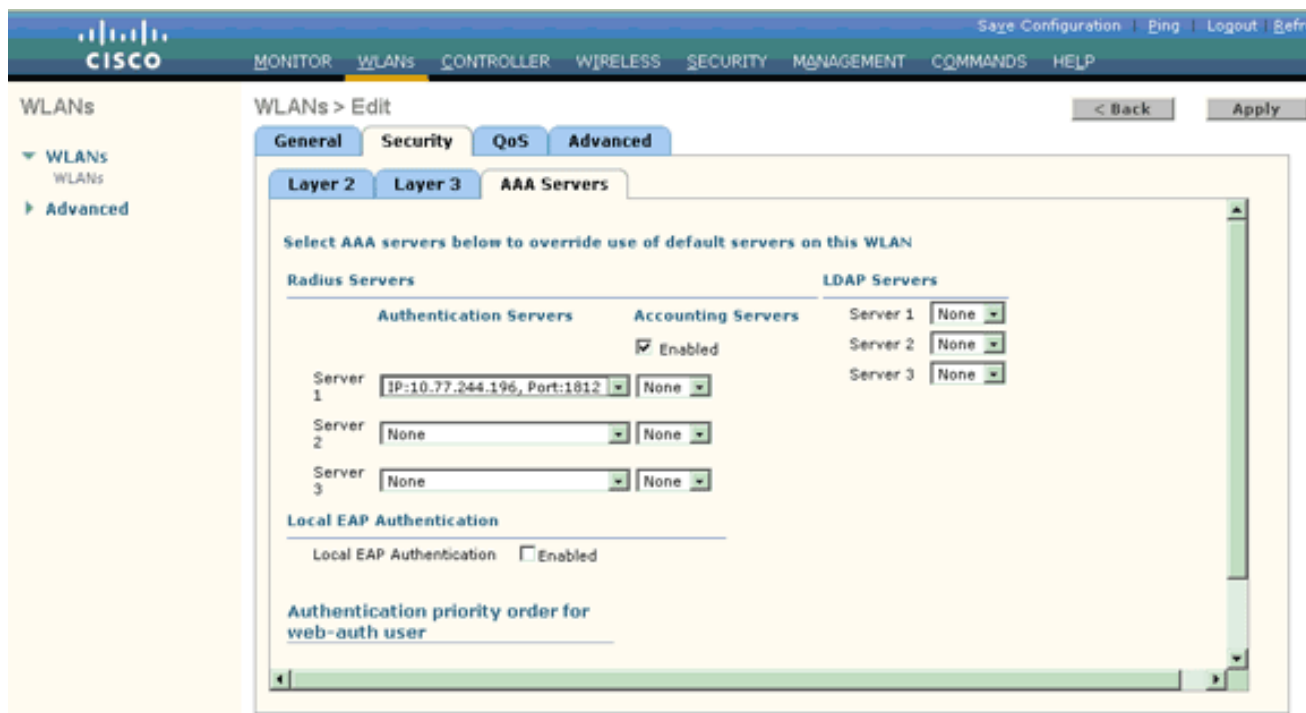 Save Configuration | Ping | Logout | Refr
CISCO
MONITOR WLANs CONTROLLER WIRELESS SECURITY MANAGEMENT COMMANDS HELP
WLANs
WLANs > Edit
< Back
Apply
General Security QoS Advanced
WLANs
WLANs
Advanced
Layer 2 Layer 3 AAA Servers
Select AAA servers below to override use of default servers on this WLAN
Radius Servers
LDAP Servers
Authentication Servers Accounting Servers
Server 1 None
Enabled
Server 2 None
Server 3 None
Server 1 IP:10.77.244.196, Port:1812 None
Server 2 None None
Server 3 None None
Local EAP Authentication
Local EAP Authentication Enabled
Authentication priority order for
web-auth user